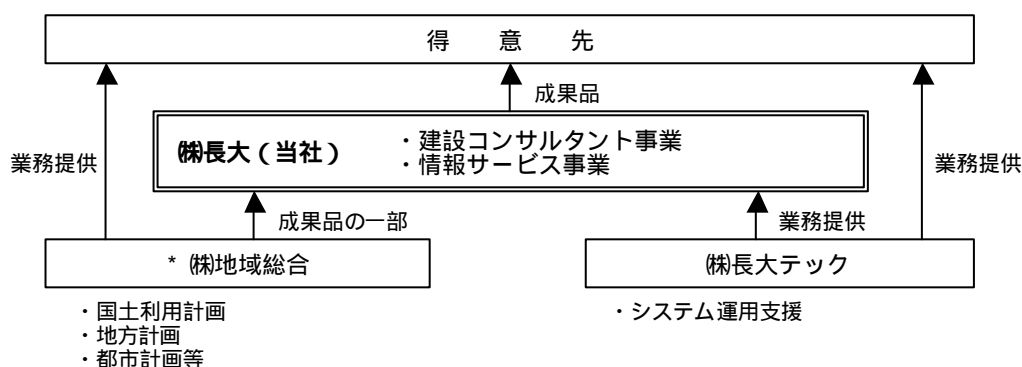 得　意　先
成果品
㈱長大（当社）
・建設コンサルタント事業
・情報サービス事業
業務提供
業務提供
成果品の一部
業務提供
* ㈱地域総合
㈱長大テック
・国土利用計画
・地方計画
・都市計画等
・システム運用支援